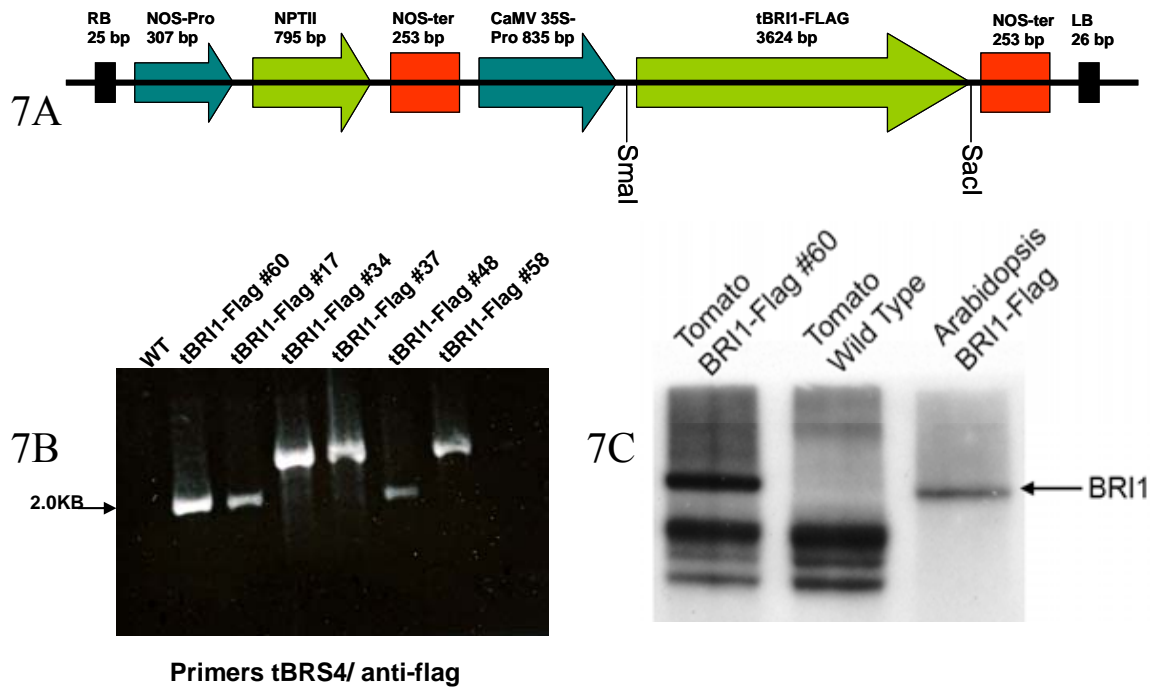 RB
25 bp
NOS-Pro
307 bp
NPTII
795 bp
NOS-ter
253 bp
CaMV 35S-
Pro 835 bp
tBRI1-FLAG
3624 bp
NOS-ter
253 bp
LB
26 bp
7A
SmaI
SacI
WT
tBRI1-Flag #60
tBRI1-Flag #17
tBRI1-Flag #34
tBRI1-Flag #37
tBRI1-Flag #48
tBRI1-Flag #58
7B
2.0KB
Primers tBRS4/ anti-flag
Tomato
BRI1-Flag #60
Tomato
Wild Type
Arabidopsis
BRI1-Flag
7C
BRI1